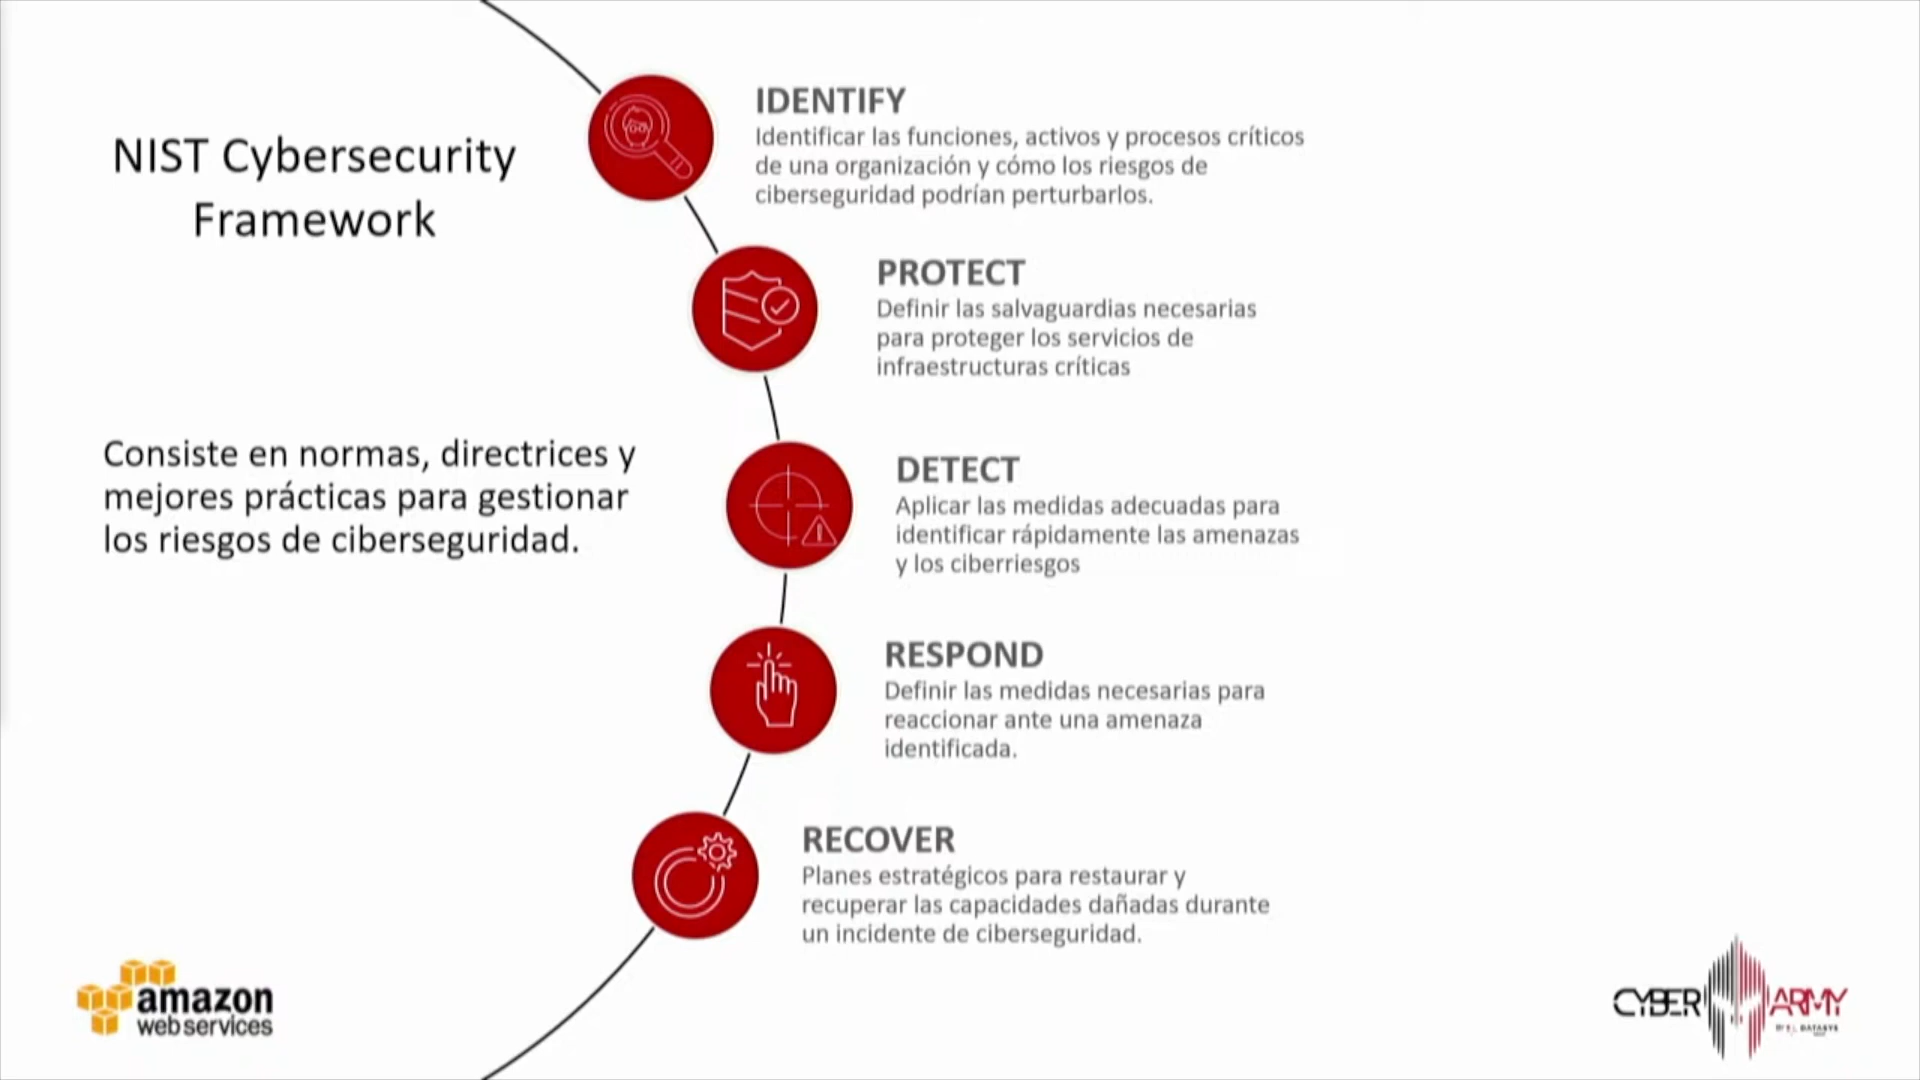 NIST Cybersecurity
Framework
Consiste en normas, directrices y
mejores prácticas para gestionar
los riesgos de ciberseguridad.
IDENTIFY
Identificar las funciones, activos y procesos críticos
de una organización y cómo los riesgos de
ciberseguridad podrían perturbarlos.
PROTECT
Definir las salvaguardias necesarias
para proteger los servicios de
infraestructuras críticas
DETECT
Aplicar las medidas adecuadas para
identificar rápidamente las amenazas
y los ciberriesgos
RESPOND
Definir las medidas necesarias para
reaccionar ante una amenaza
identificada.
RECOVER
Planes estratégicos para restaurar y
recuperar las capacidades dañadas durante
un incidente de ciberseguridad.
amazon
web services
CYBER ARMY
DATASYS